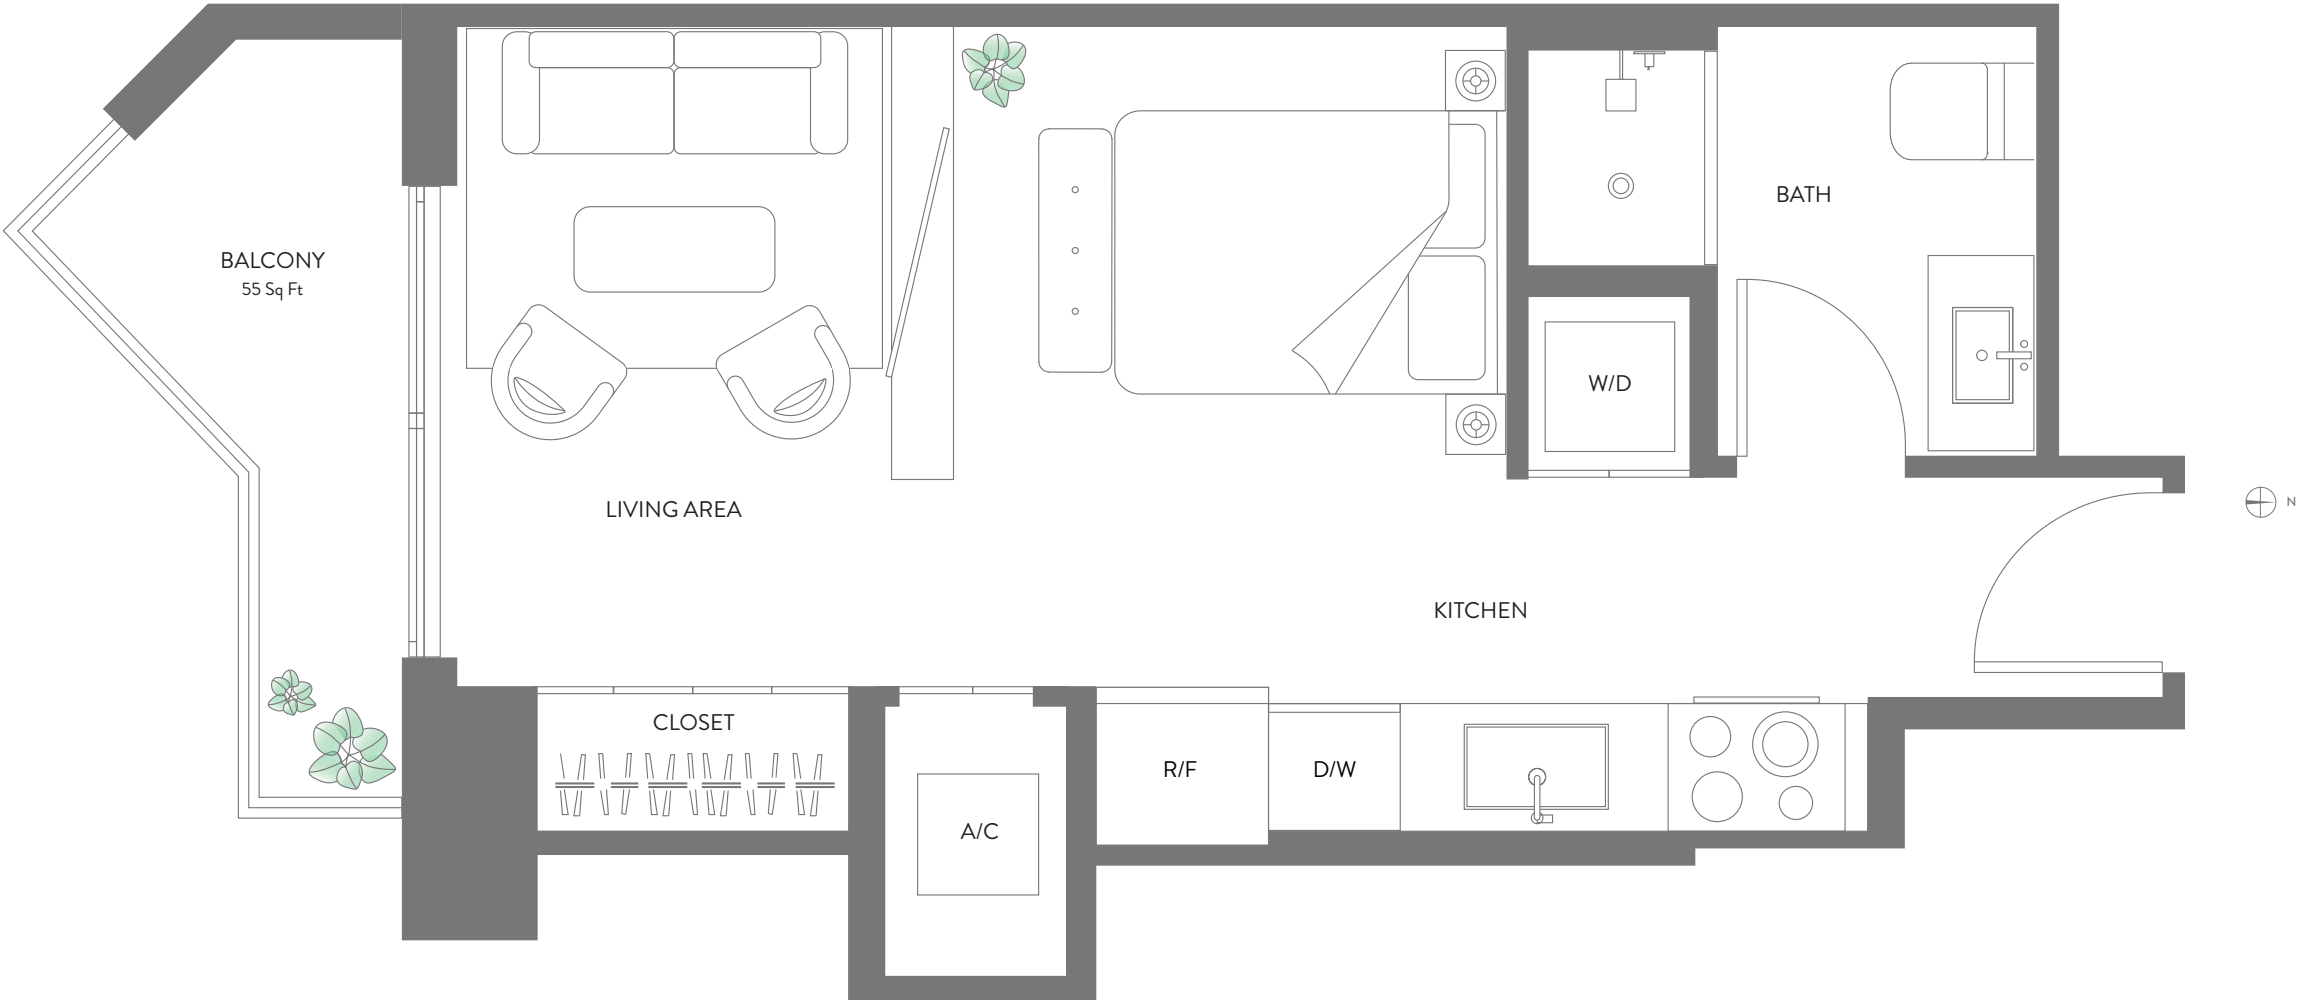 BATH
BALCONY
55 Sq Ft
W/D
LIVING AREA
N
KITCHEN
CLOSET
R/F
D/W
A/C